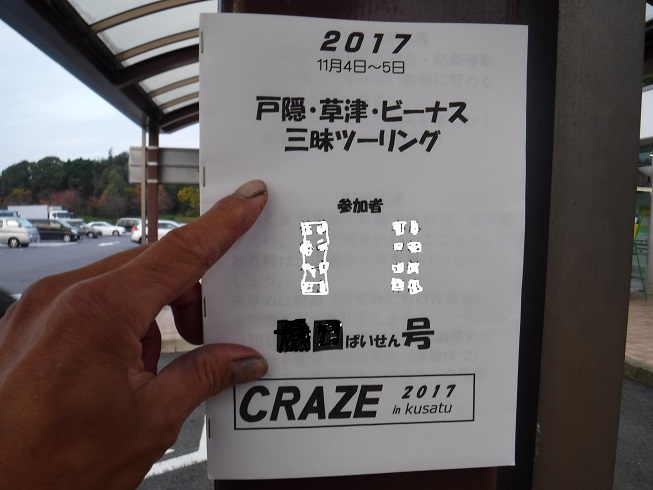 2017
11月4日～5日
戸隠・草津・ビーナス
三昧ツーリング
参加者
ぱいせん号
CRAZE 2017
in kusatu